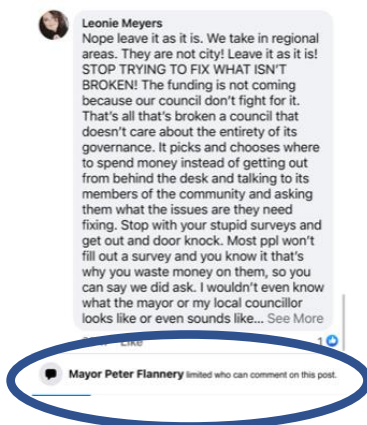 Leonie Meyers
Nope leave it as it is. We take in regional
areas. They are not city! Leave it as it is!
STOP TRYING TO FIX WHAT ISN'T
BROKEN! The funding is not coming
because our council don't fight for it.
That's all that's broken a council that
doesn't care about the entirety of its
governance. It picks and chooses where
to spend money instead of getting out
from behind the desk and talking to its
members of the community and asking
them what the issues are they need
fixing. Stop with your stupid surveys and
get out and door knock. Most ppl won't
fill out a survey and you know it that's
why you waste money on them, so you
can say we did ask. I wouldn't even know
what the mayor or my local councillor
looks like or even sounds like... See More
Like 1
Mayor Peter Flannery limited who can comment on this post.